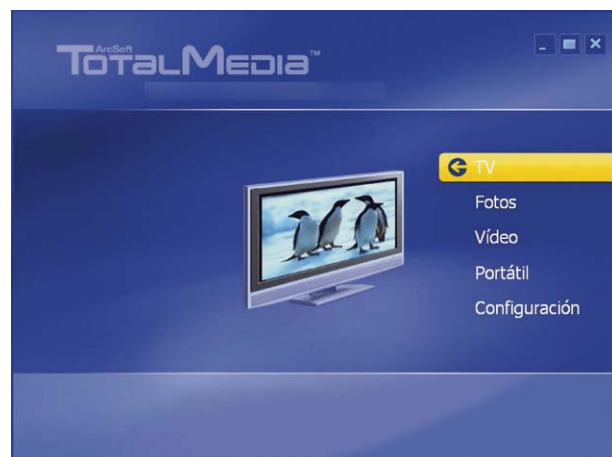 ArcSoft
TOTALMEDIA™
TV
Fotos
Vídeo
Portátil
Configuración